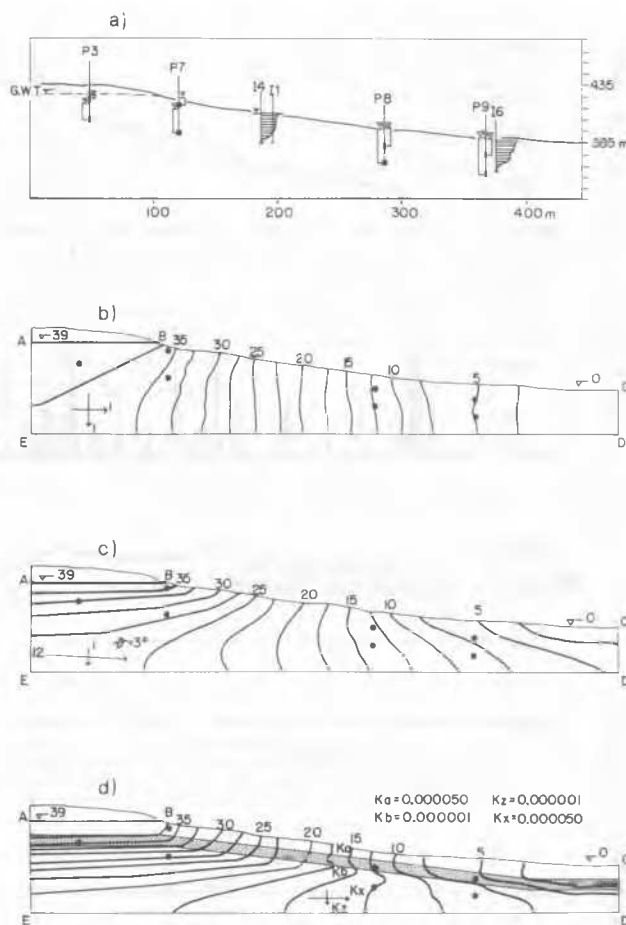 a)
P3
P7
I4 I1
P8
P9 I6
G.W.T.
435
385 m
100 200 300 400 m
b)
A 39 B 35 30 25 20 15 10 5 0 C
1
1
E D
c)
A 39 B 35 30 25 20 15 10 5 0 C
12 1 ϑ=3°
E D
d)
Ka=0.000050 Kz=0.000001
Kb=0.000001 Kx=0.000050
A 39 B 35 30 25 20 Ka 15 10 5 0
Kb
Kx
Kz
E D